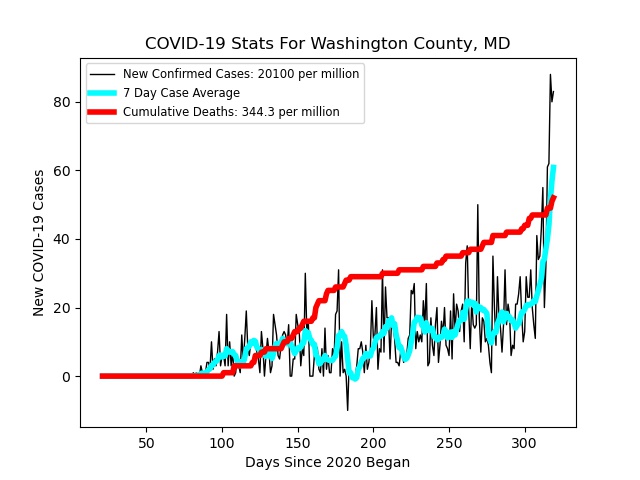 COVID-19 Stats For Washington County, MD
New Confirmed Cases: 20100 per million
7 Day Case Average
Cumulative Deaths: 344.3 per million
New COVID-19 Cases
80
60
40
20
0
50 100 150 200 250 300
Days Since 2020 Began